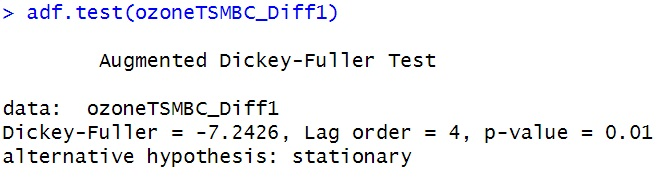 > adf.test(ozoneTSMBC_Diff1)
Augmented Dickey-Fuller Test
data:  ozoneTSMBC_Diff1
Dickey-Fuller = -7.2426, Lag order = 4, p-value = 0.01
alternative hypothesis: stationary